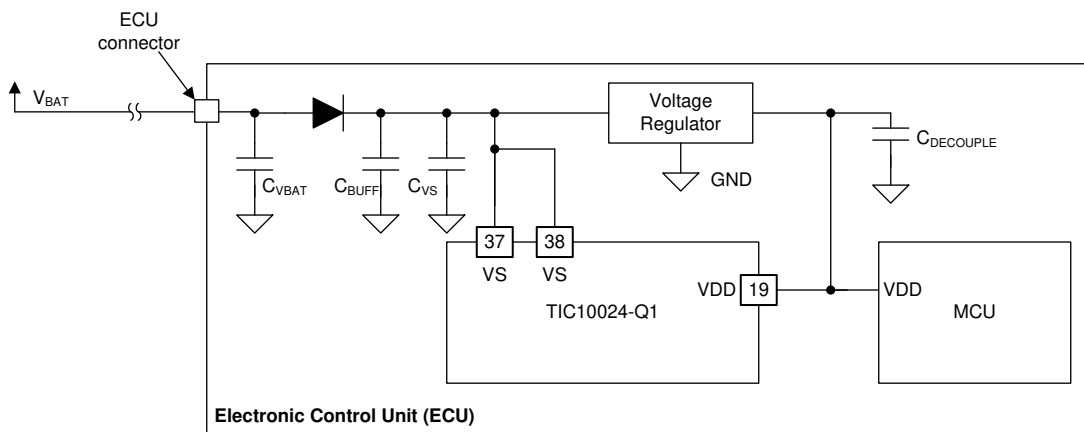 ECU
connector
VBAT
Voltage
Regulator
CDECOUPLE
CVBAT
CBUFF
CVS
GND
37
38
VS
VS
VDD
19
VDD
TIC10024-Q1
MCU
Electronic Control Unit (ECU)